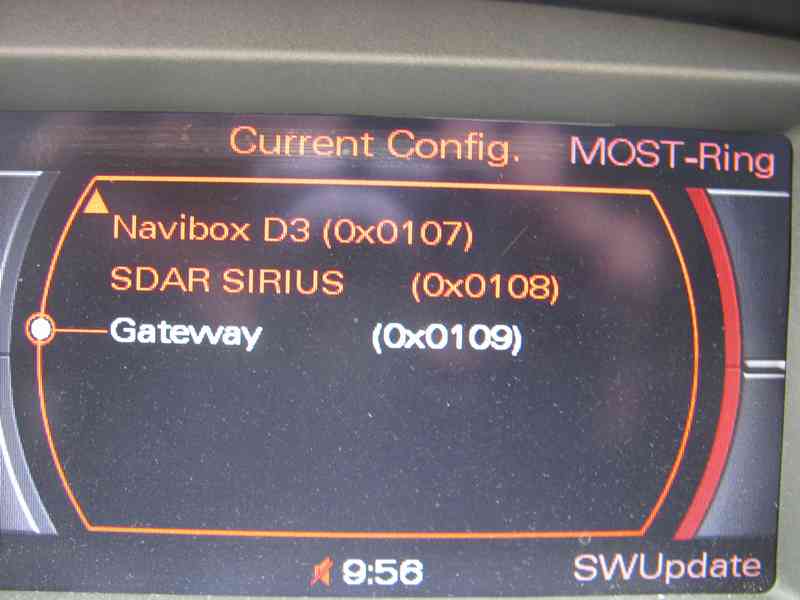 Current Config. MOST-Ring
Navibox D3 (0x0107)
SDAR SIRIUS (0x0108)
Gateway (0x0109)
9:56 SWUpdate